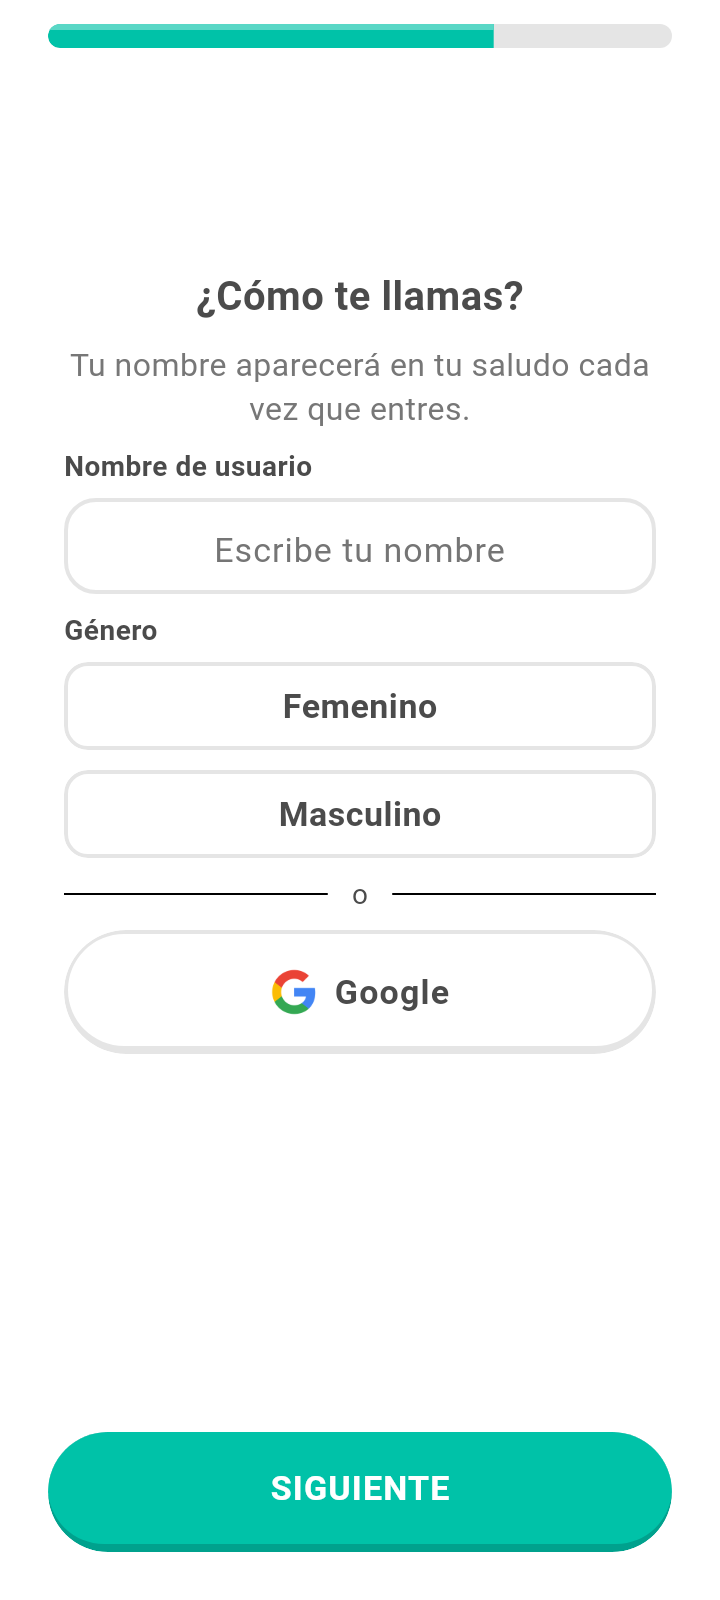 ¿Cómo te llamas?
Tu nombre aparecerá en tu saludo cada
vez que entres.
Nombre de usuario
Escribe tu nombre
Género
Femenino
Masculino
o
Google
SIGUIENTE